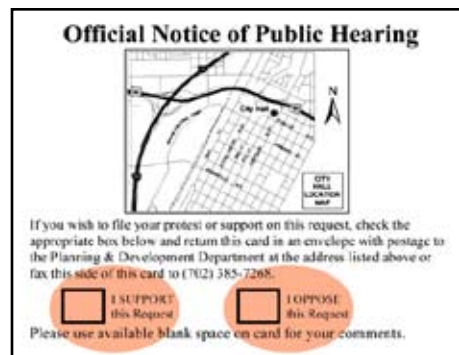 Official Notice of Public Hearing
N
City Hall
CITY
HALL
LOCATION
MAP
If you wish to file your protest or support on this request, check the
appropriate box below and return this card in an envelope with postage to
the Planning & Development Department at the address listed above or
fax this side of this card to (702) 385-7268.
I SUPPORT
this Request
I OPPOSE
this Request
Please use available blank space on card for your comments.